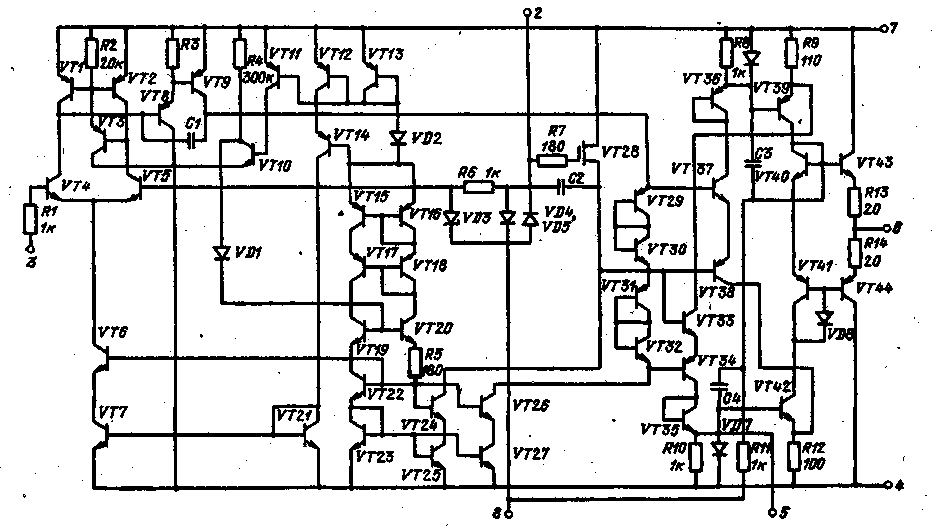 2
7
R2
20к
R3
R4
300к
VT11
VT12
VT13
R8
1к
R9
110
VT1
VT2
VT8
VT9
VT36
VT39
VT3
C1
VT10
VT14
VD2
R7
180
VT28
C3
VT40
VT43
VT4
VT5
R6 1к
C2
VT37
R1
1к
3
VT15
VT16
VD3
VD4,
VD5
VT29
R13
20
8
VD1
VT17
VT18
VT30
R14
20
VT31
VT38
VT41
VT44
VT6
VT19
VT20
VT33
R5
180
VT32
VT34
VT22
C4
VT42
VT7
VT21
VT24
VT26
VT35
VD7
VT23
VT25
VT27
R10
1к
R11
1к
R12
100
4
5